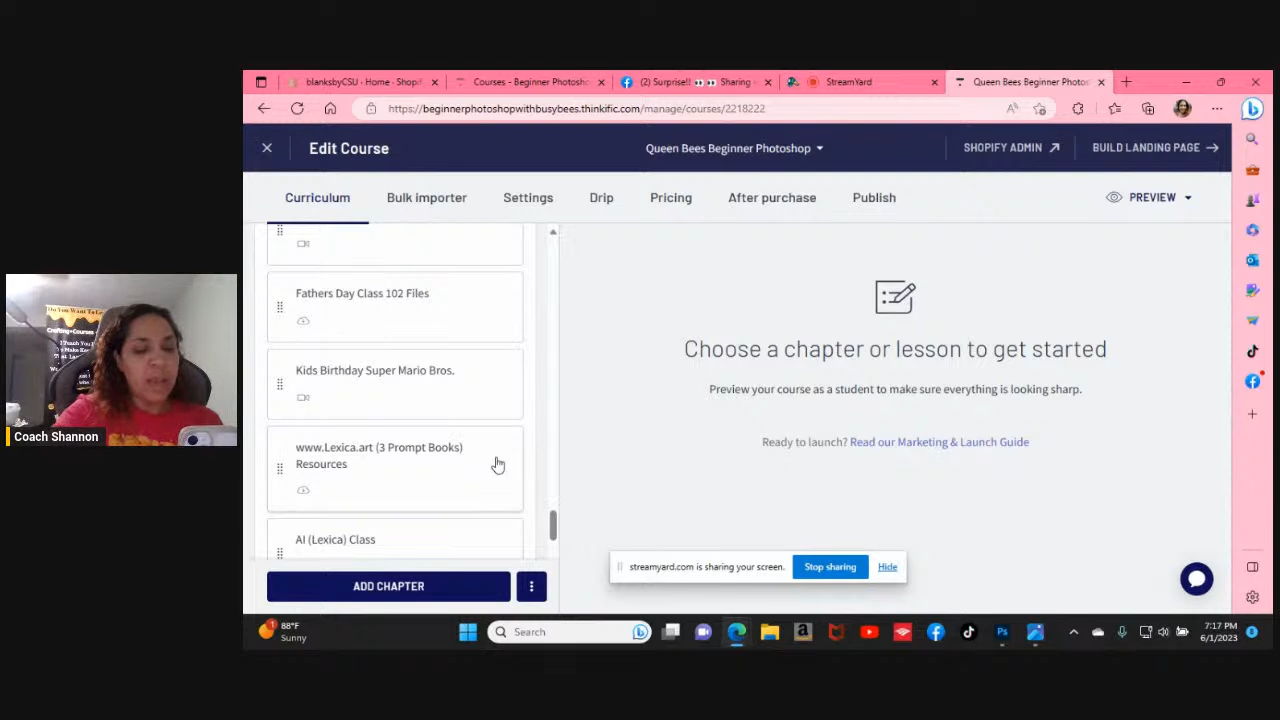 blanksbyCSU · Home · Shopif
Courses - Beginner Photosh
(2) Surprise!! 👀 Sharing
StreamYard
Queen Bees Beginner Photos
https://beginnerphotoshopwithbusybees.thinkific.com/manage/courses/2218222
Edit Course
Queen Bees Beginner Photoshop
SHOPIFY ADMIN
BUILD LANDING PAGE
Curriculum
Bulk importer
Settings
Drip
Pricing
After purchase
Publish
PREVIEW
Fathers Day Class 102 Files
Kids Birthday Super Mario Bros.
www.Lexica.art (3 Prompt Books)
Resources
AI (Lexica) Class
ADD CHAPTER
Choose a chapter or lesson to get started
Preview your course as a student to make sure everything is looking sharp.
Ready to launch? Read our Marketing & Launch Guide
streamyard.com is sharing your screen.
Stop sharing
Hide
Coach Shannon
88°F
Sunny
Search
7:17 PM
6/1/2023